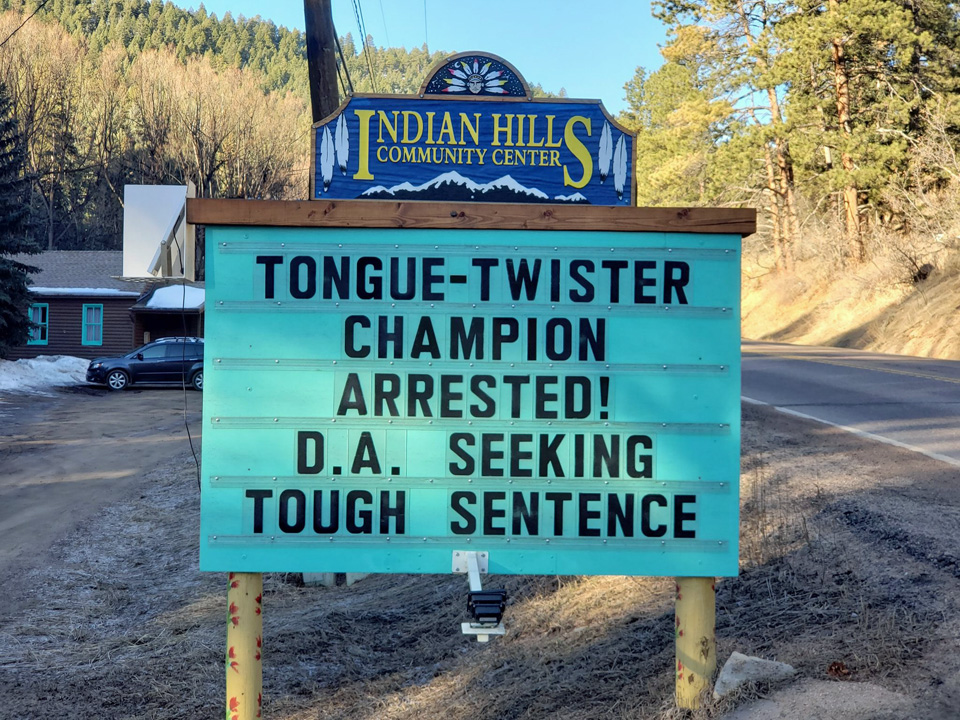 INDIAN HILLS
COMMUNITY CENTER
TONGUE-TWISTER
CHAMPION
ARRESTED!
D.A. SEEKING
TOUGH SENTENCE